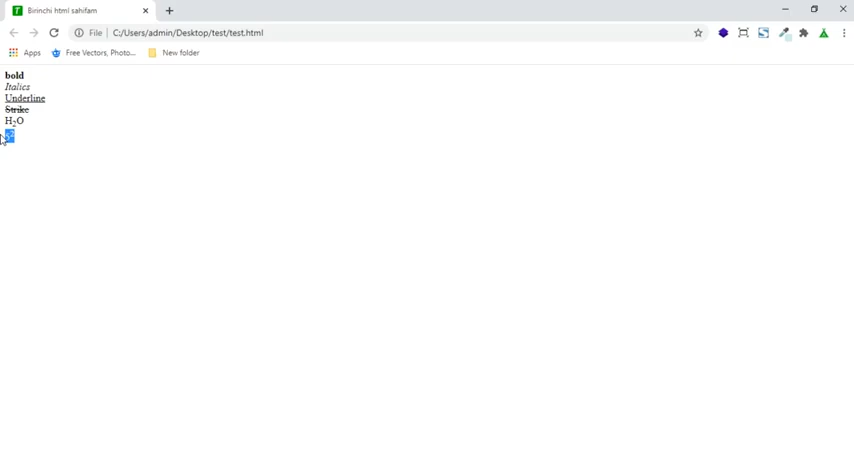 T Birinchi html sahifam
File | C:/Users/admin/Desktop/test/test.html
Apps Free Vectors, Photo... New folder
bold
Italics
Underline
Strike
H₂O